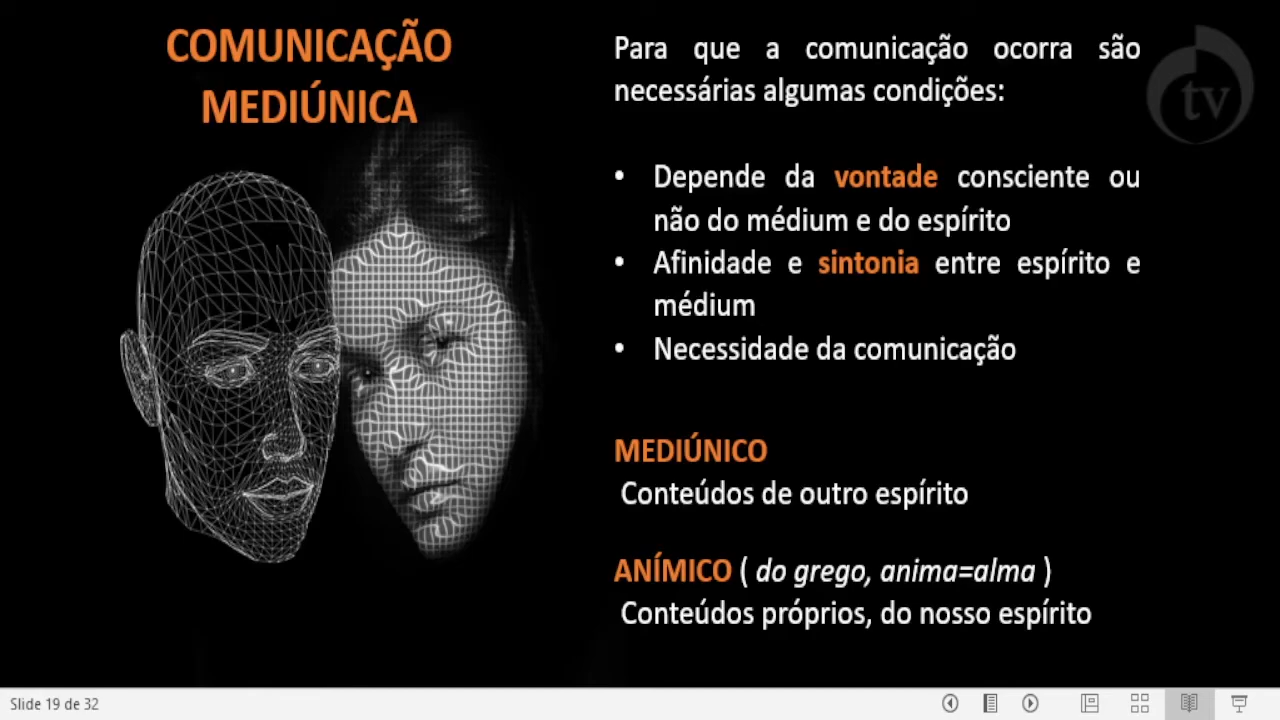 COMUNICAÇÃO
MEDIÚNICA
Para que a comunicação ocorra são
necessárias algumas condições:
• Depende da vontade consciente ou
não do médium e do espírito
• Afinidade e sintonia entre espírito e
médium
• Necessidade da comunicação
MEDIÚNICO
Conteúdos de outro espírito
ANÍMICO ( do grego, anima=alma )
Conteúdos próprios, do nosso espírito
tv
Slide 19 de 32